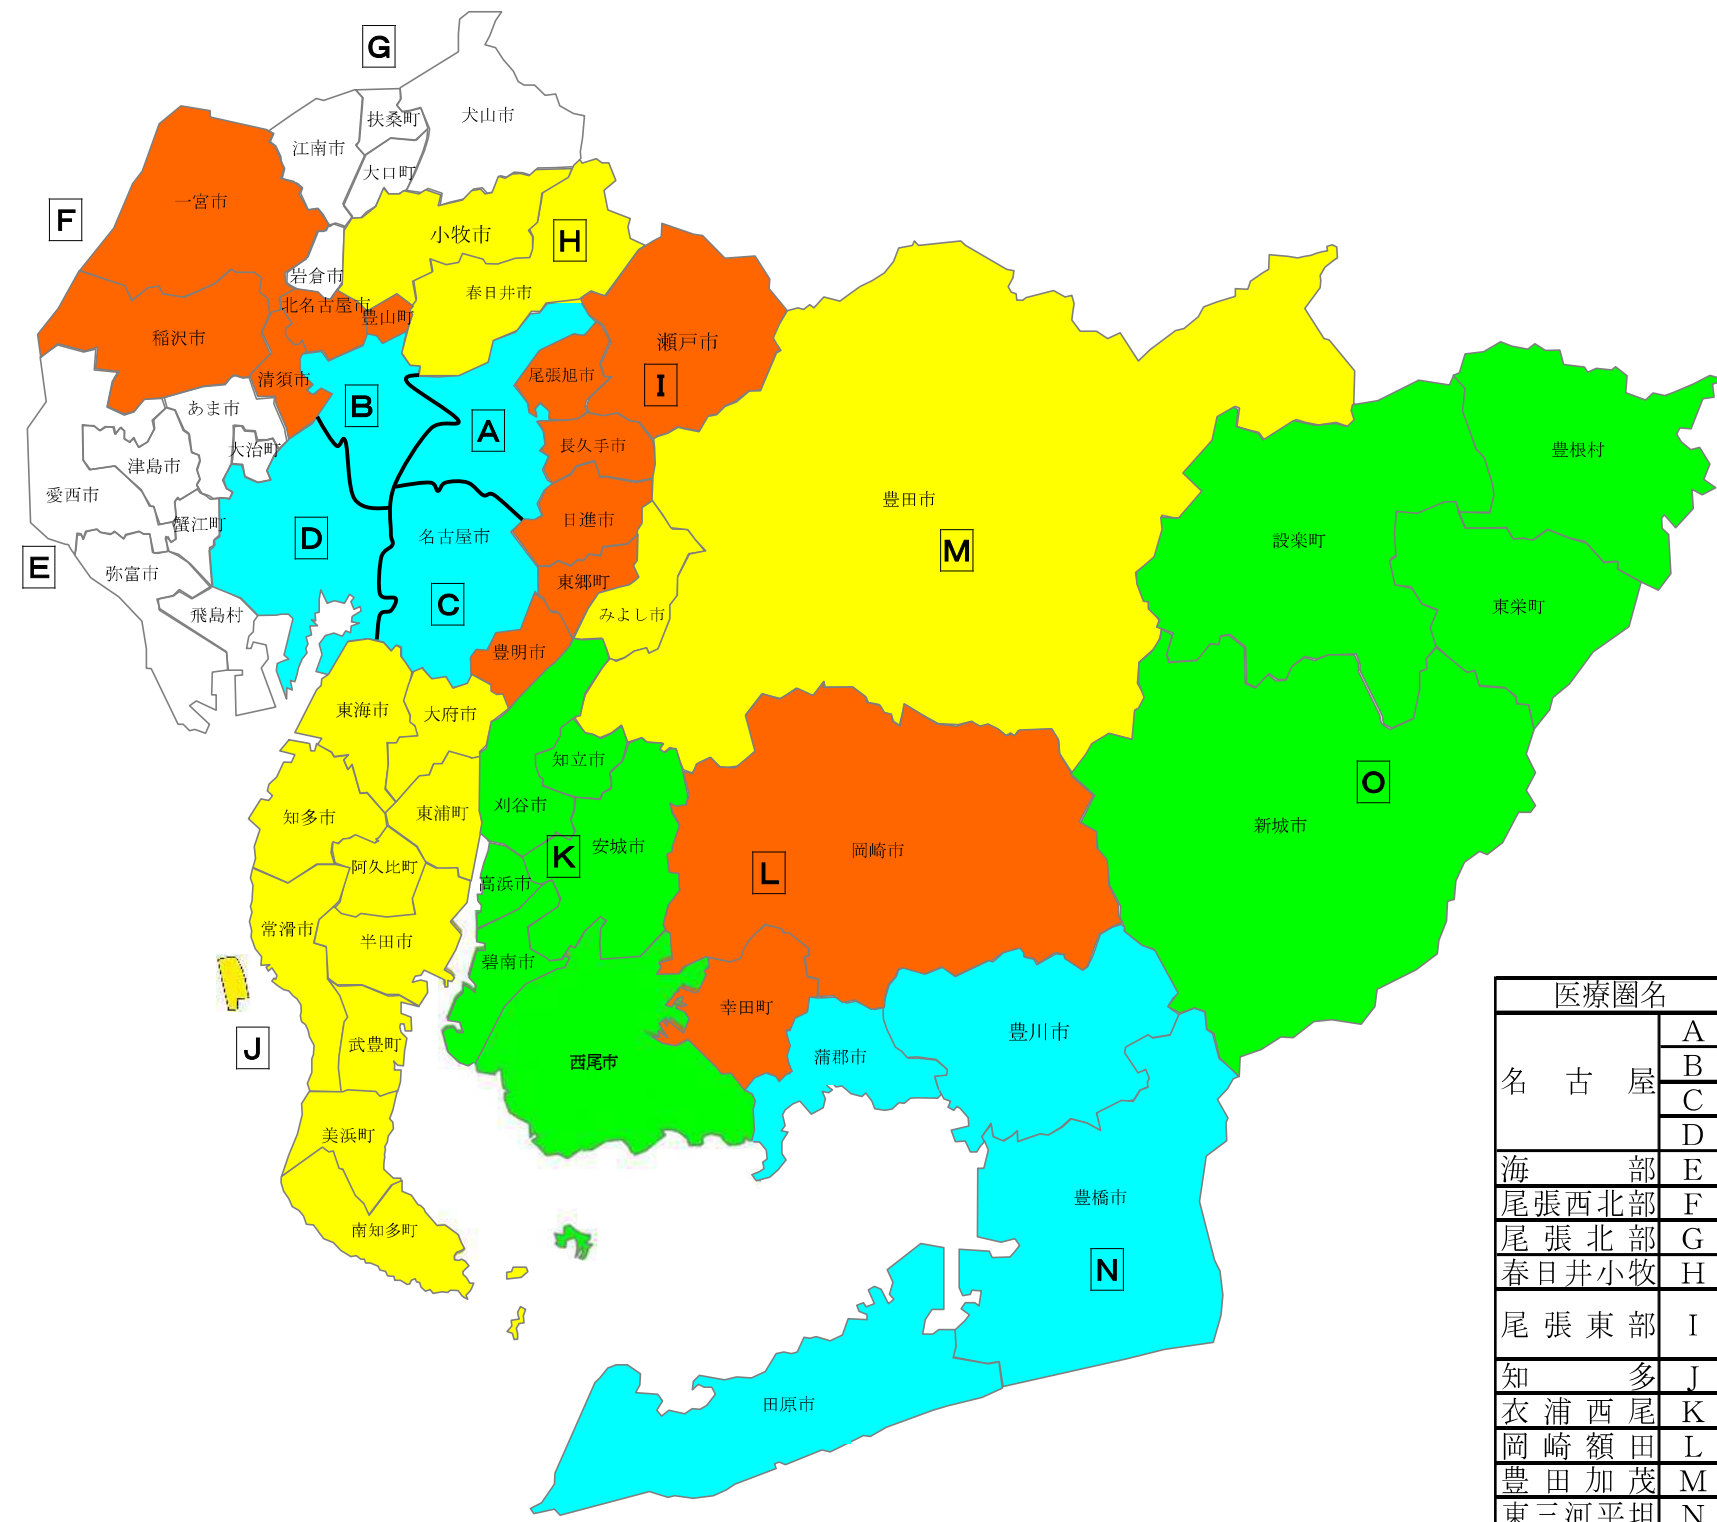 G
扶桑町
犬山市
江南市
大口町
一宮市
F
小牧市
H
岩倉市
春日井市
北名古屋市
豊山町
稲沢市
瀬戸市
清須市
尾張旭市
I
あま市
B
A
大治町
長久手市
津島市
愛西市
豊根村
豊田市
蟹江町
日進市
D
名古屋市
設楽町
M
E
弥富市
東郷町
C
東栄町
飛島村
みよし市
豊明市
東海市
大府市
知立市
O
刈谷市
東浦町
知多市
新城市
安城市
岡崎市
K
L
阿久比町
高浜市
常滑市
半田市
碧南市
幸田町
豊川市
J
武豊町
蒲郡市
西尾市
美浜町
豊橋市
南知多町
N
田原市
医療圏名
名古屋
A
B
C
D
海部 E
尾張西北部 F
尾張北部 G
春日井小牧 H
尾張東部 I
知多 J
衣浦西尾 K
岡崎額田 L
豊田加茂 M
東三河平坦 N